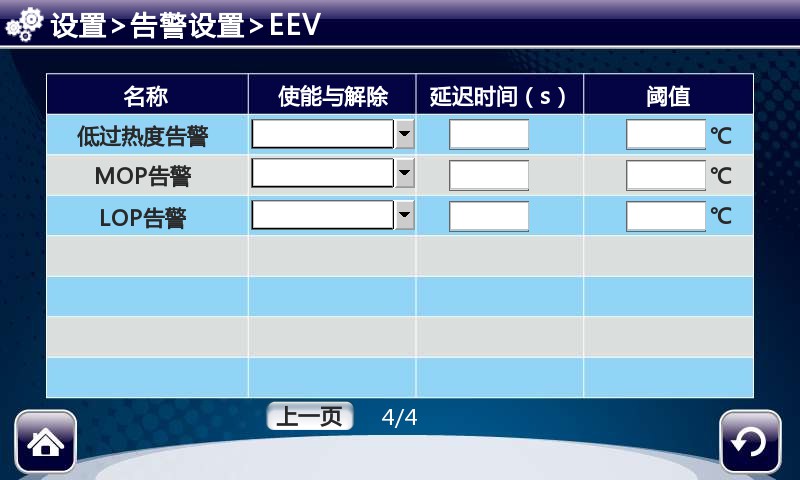 设置>告警设置>EEV
名称 使能与解除 延迟时间（s） 阈值
低过热度告警 ℃
MOP告警 ℃
LOP告警 ℃
上一页 4/4